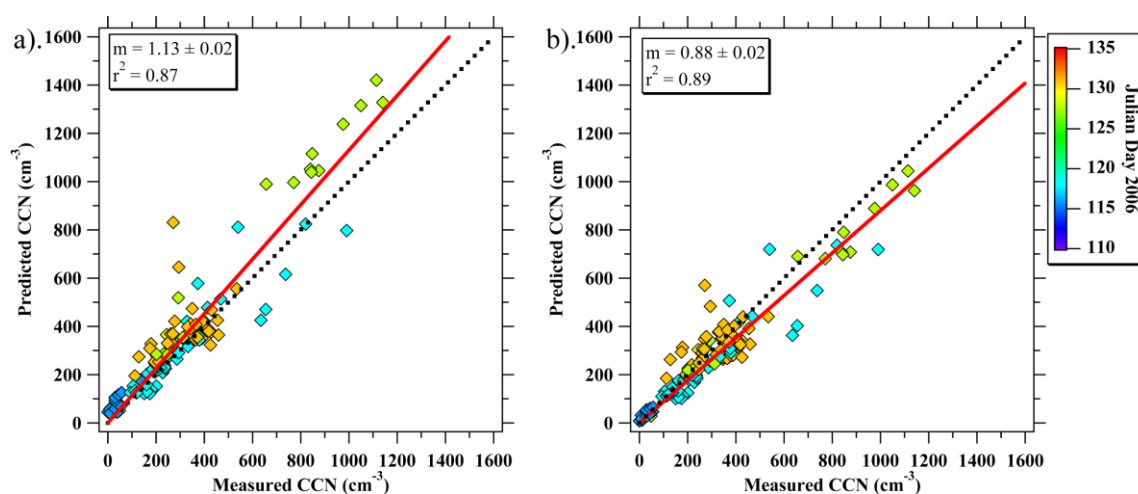 a).
m = 1.13 ± 0.02
r² = 0.87
Predicted CCN (cm⁻³)
1600
1400
1200
1000
800
600
400
200
0
0 200 400 600 800 1000 1200 1400 1600
Measured CCN (cm⁻³)
b).
m = 0.88 ± 0.02
r² = 0.89
Predicted CCN (cm⁻³)
1600
1400
1200
1000
800
600
400
200
0
0 200 400 600 800 1000 1200 1400 1600
Measured CCN (cm⁻³)
135
130
125
120
115
110
Julian Day 2006